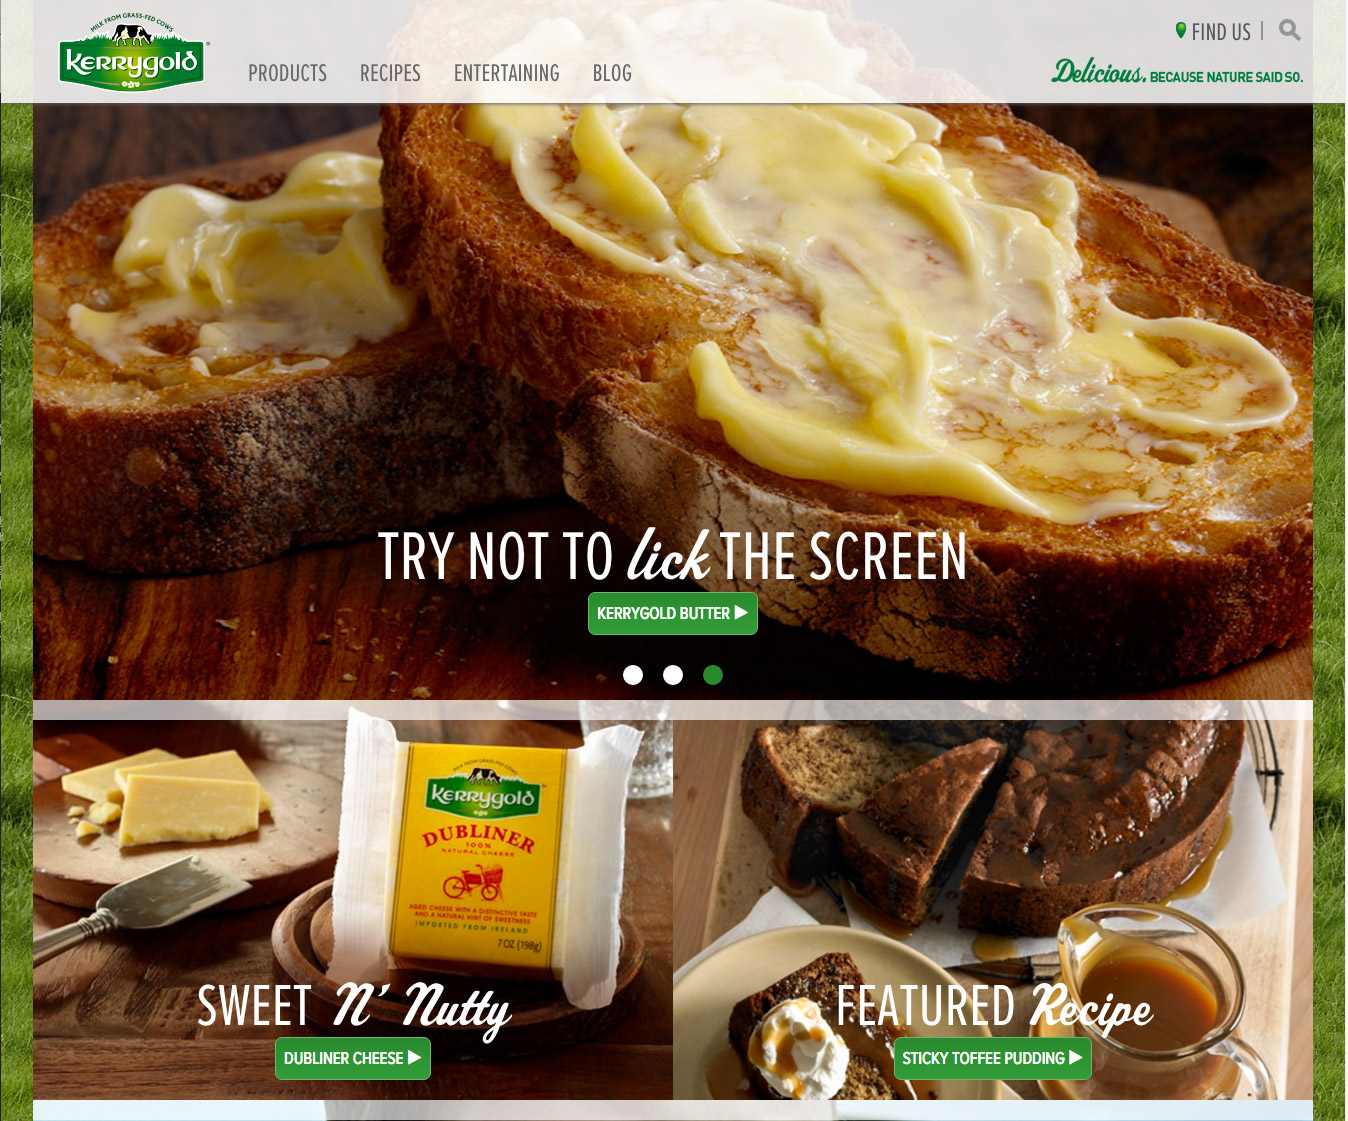 MILK FROM GRASS-FED COWS
Kerrygold
PRODUCTS RECIPES ENTERTAINING BLOG
FIND US
Delicious. BECAUSE NATURE SAID SO.
TRY NOT TO lick THE SCREEN
KERRYGOLD BUTTER
MILK FROM GRASS-FED COWS
Kerrygold
DUBLINER
100%
NATURAL CHEESE
AGED CHEESE WITH A DISTINCTIVE TASTE
AND A NATURAL HINT OF SWEETNESS
IMPORTED FROM IRELAND
7 OZ. (198g)
SWEET N' Nutty
DUBLINER CHEESE
FEATURED Recipe
STICKY TOFFEE PUDDING